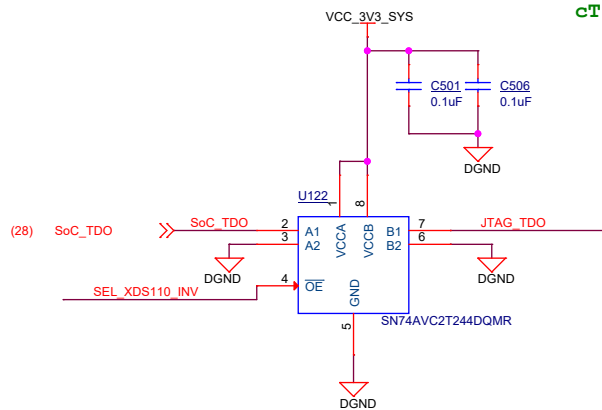 VCC_3V3_SYS
cT
C501
0.1uF
C506
0.1uF
DGND
U122
1
8
(28)
SoC_TDO
SoC_TDO
2
A1
VCCA
VCCB
B1
7
JTAG_TDO
3
A2
B2
6
DGND
DGND
SEL_XDS110_INV
4
OE
GND
5
SN74AVC2T244DQMR
DGND